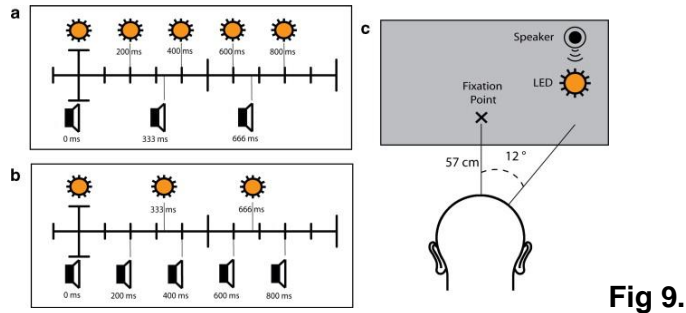 a
200 ms
400 ms
600 ms
800 ms
0 ms
333 ms
666 ms
b
333 ms
666 ms
0 ms
200 ms
400 ms
600 ms
800 ms
c
Speaker
LED
Fixation
Point
57 cm
12 °
Fig 9.